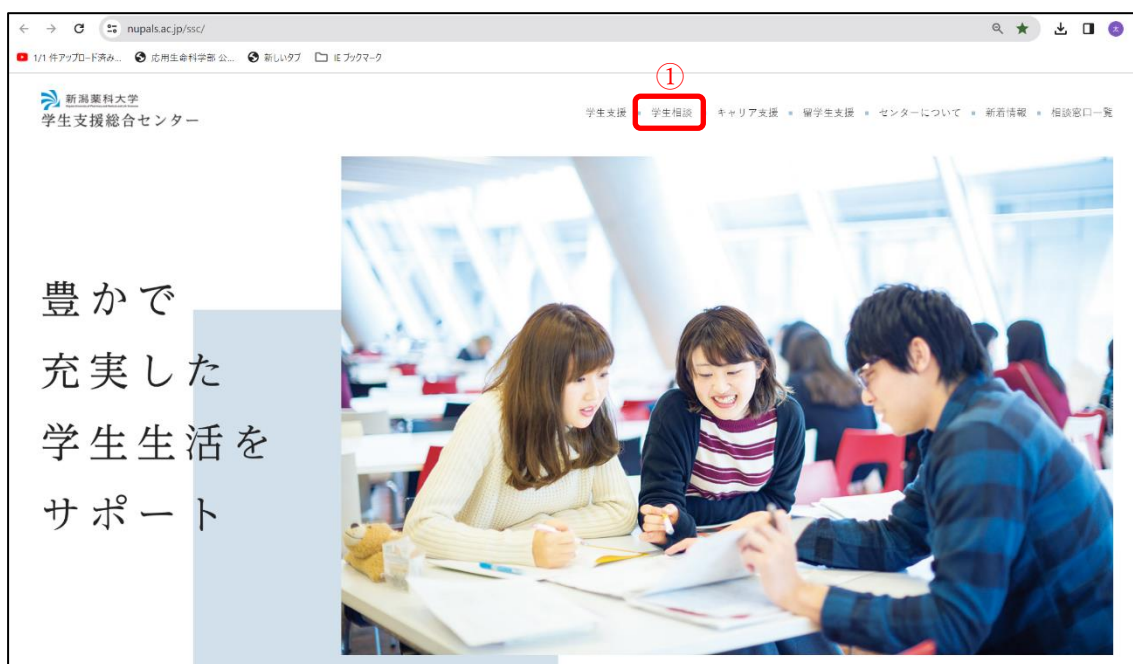 nupals.ac.jp/ssc/
1/1 件アップロード済み... 応用生命科学部 公... 新しいタブ IE ブックマーク
①
新潟薬科大学
学生支援総合センター
学生支援 学生相談 キャリア支援 留学生支援 センターについて 新着情報 相談窓口一覧
豊かで
充実した
学生生活を
サポート